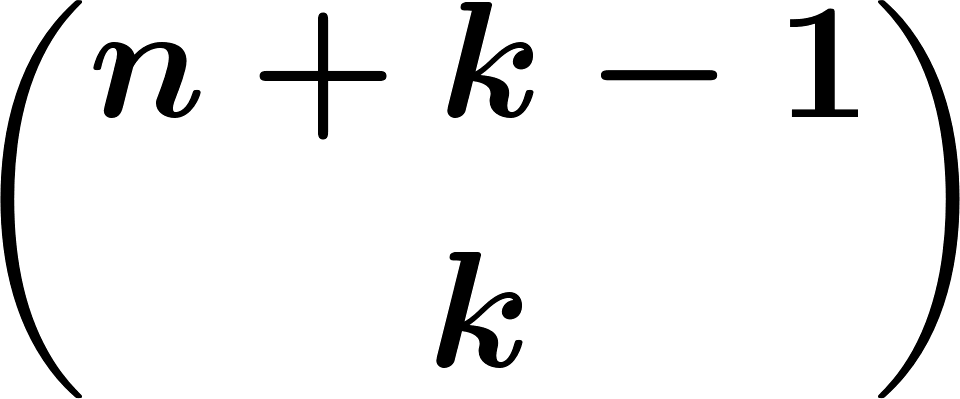 (n + k − 1
k)